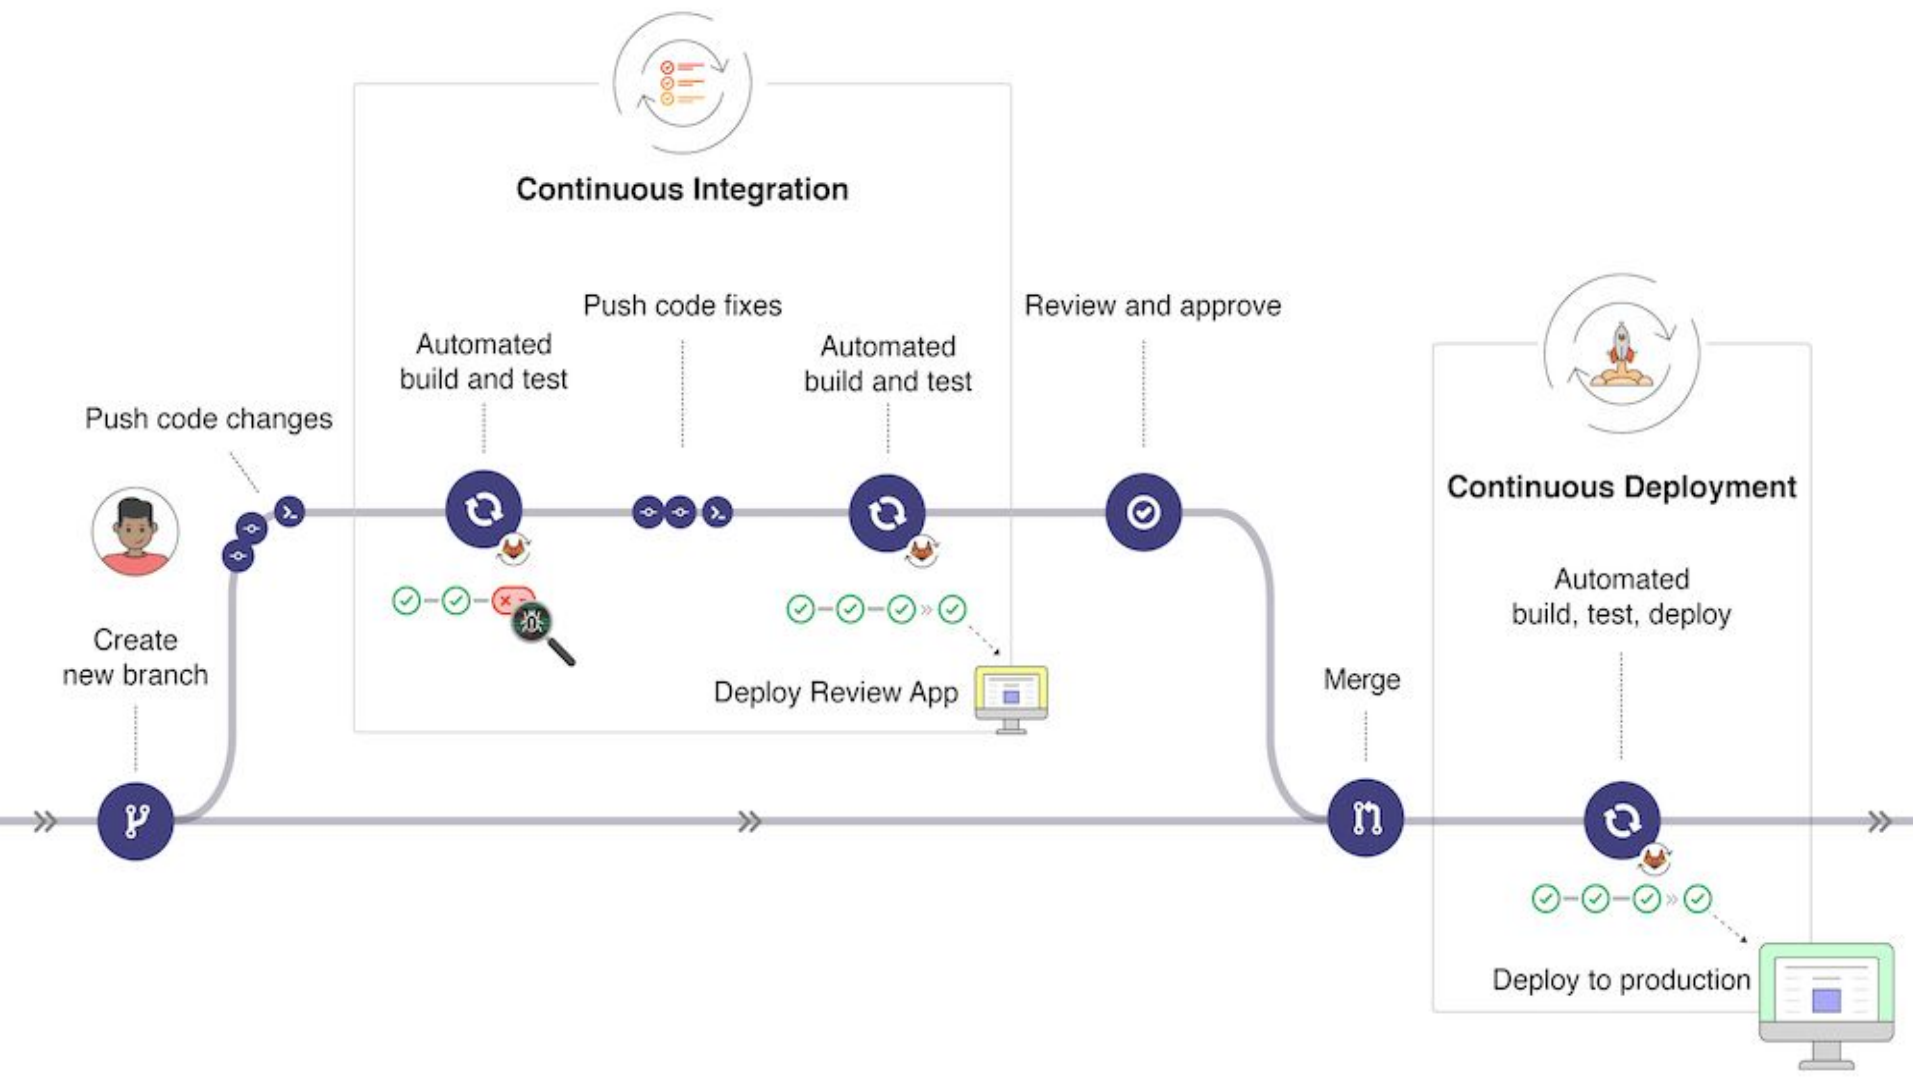 Continuous Integration
Push code fixes
Review and approve
Automated
build and test
Automated
build and test
Push code changes
Continuous Deployment
Automated
build, test, deploy
Create
new branch
Merge
Deploy Review App
Deploy to production